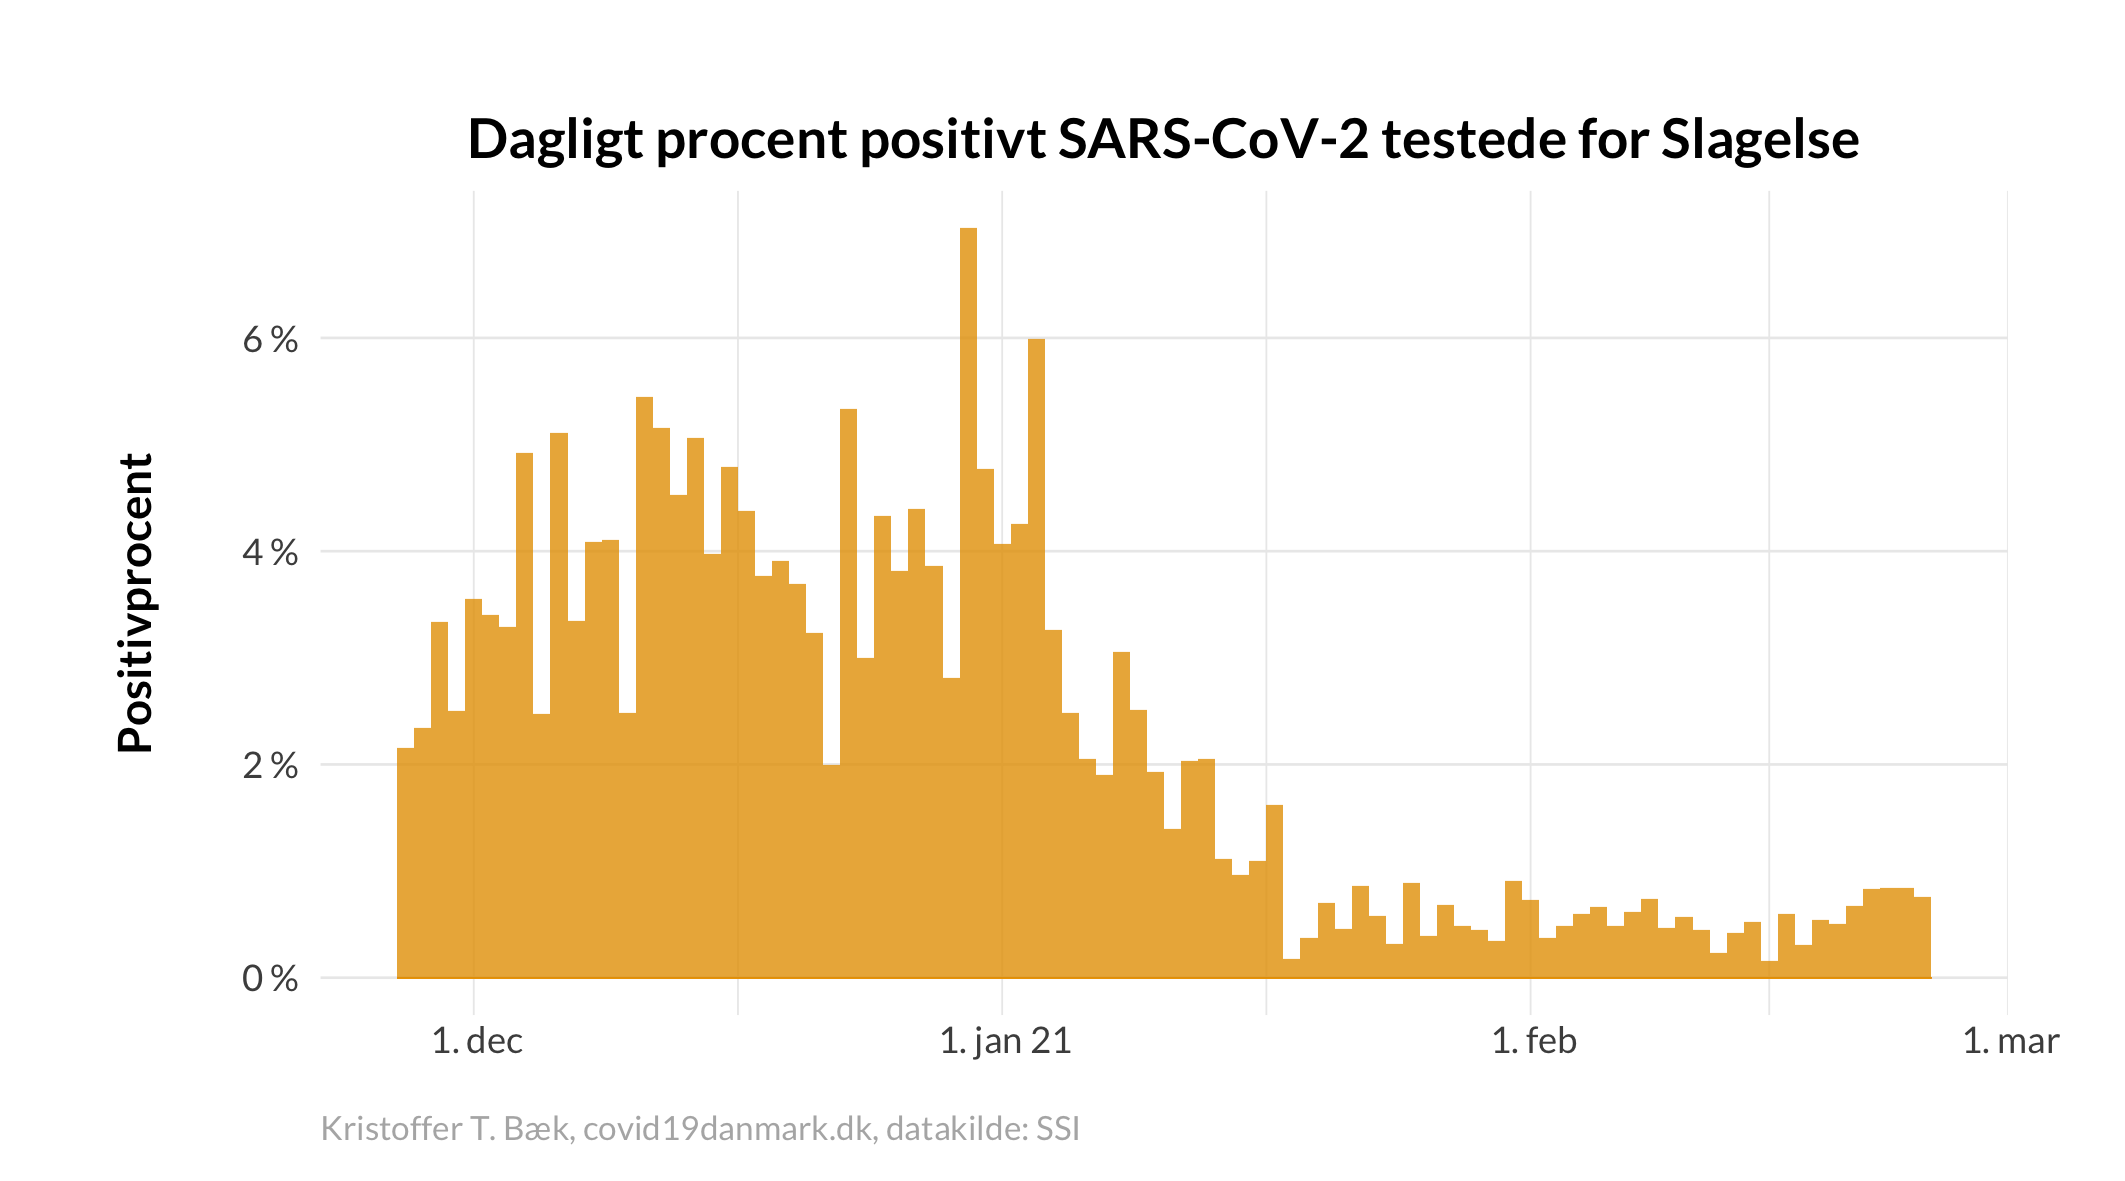 Dagligt procent positivt SARS-CoV-2 testede for Slagelse
Positivprocent
6 %
4 %
2 %
0 %
1. dec
1. jan 21
1. feb
1. mar
Kristoffer T. Bæk, covid19danmark.dk, datakilde: SSI